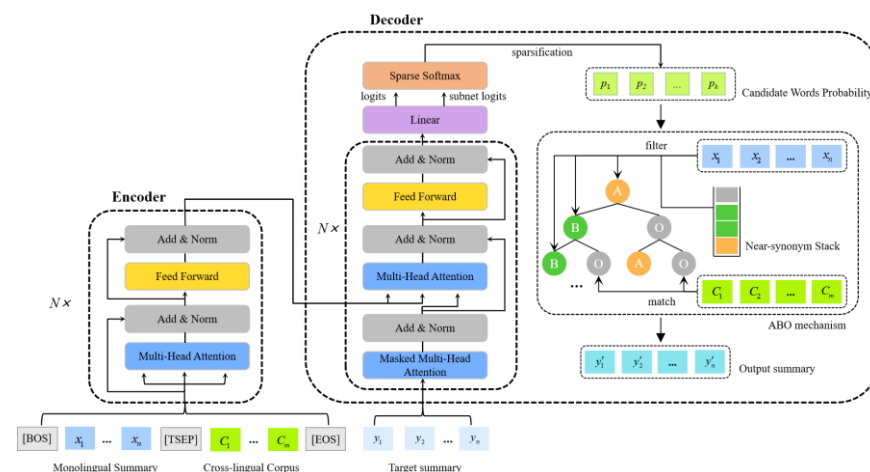 Decoder
sparsification
Sparse Softmax
p₁ p₂ ... pₖ
Candidate Words Probability
logits
subnet logits
Linear
filter
x₁ x₂ ... xₙ
Add & Norm
A
Feed Forward
Encoder
N×
B
O
Near-synonym Stack
Add & Norm
Add & Norm
B
O
A
O
Feed Forward
Multi-Head Attention
...
C₁ C₂ ... Cₘ
N×
match
ABO mechanism
Add & Norm
Add & Norm
Multi-Head Attention
Masked Multi-Head
Attention
y′₁ y′₂ ... y′ₙ
Output summary
[BOS] x₁ ... xₙ [TSEP] C₁ ... Cₘ [EOS]
y₁ y₂ ... yₙ
Monolingual Summary
Cross-lingual Corpus
Target summary